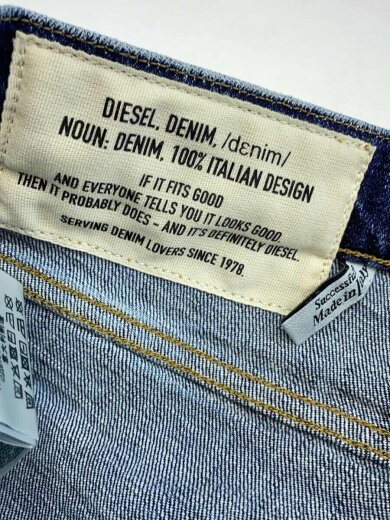 DIESEL, DENIM, /dɛnim/
NOUN: DENIM, 100% ITALIAN DESIGN
IF IT FITS GOOD
AND EVERYONE TELLS YOU IT LOOKS GOOD,
THEN IT PROBABLY DOES - AND IT'S DEFINITELY DIESEL.
SERVING DENIM LOVERS SINCE 1978.
Made in